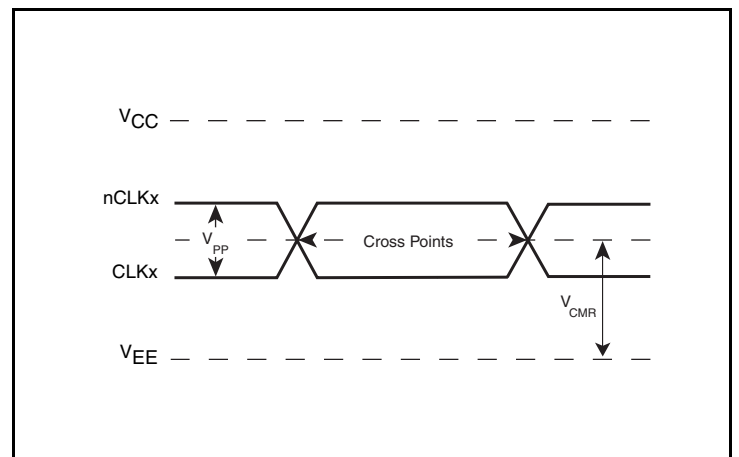 VCC
nCLKx
VPP
Cross Points
CLKx
VCMR
VEE